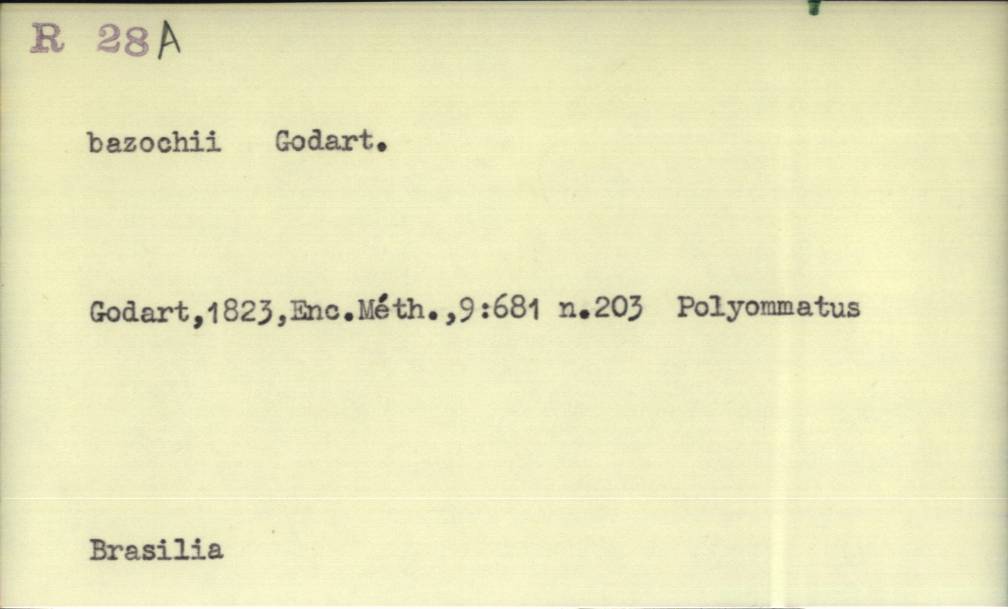 R 28A
bazochii Godart.
Godart,1823,Enc.Méth.,9:681 n.203 Polyommatus
Brasilia